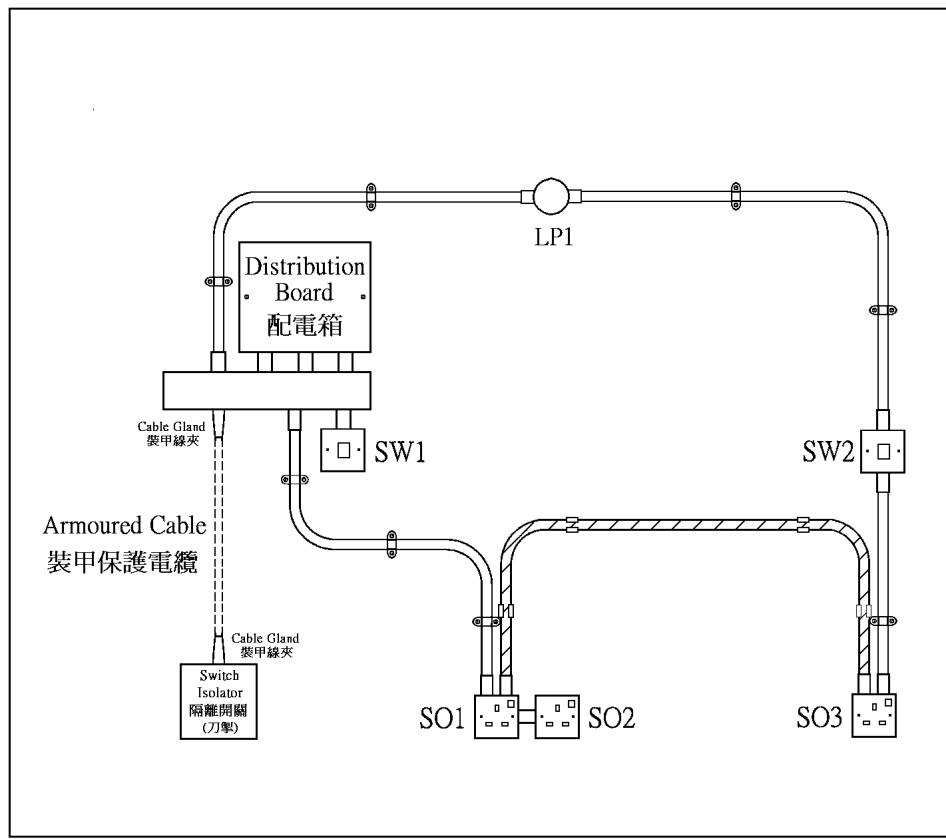 LP1
Distribution
Board
配電箱
Cable Gland
裝甲線夾
SW1
SW2
Armoured Cable
裝甲保護電纜
Cable Gland
裝甲線夾
Switch
Isolator
隔離開關
(刀掣)
SO1
SO2
SO3